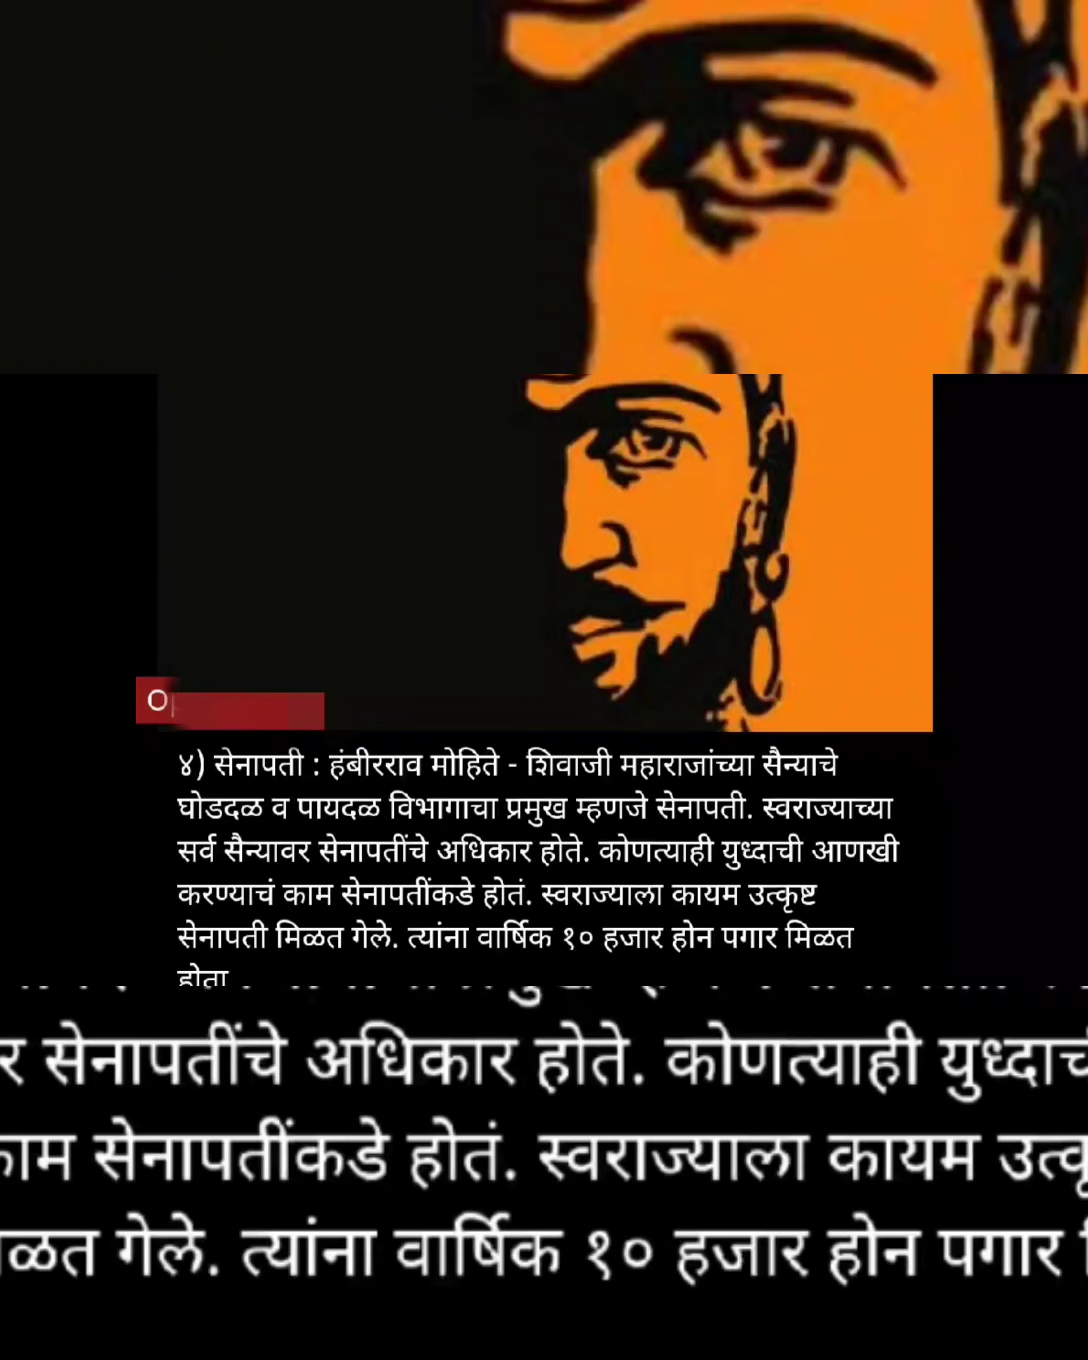 O
४) सेनापती : हंबीरराव मोहिते - शिवाजी महाराजांच्या सैन्याचे
घोडदळ व पायदळ विभागाचा प्रमुख म्हणजे सेनापती. स्वराज्याच्या
सर्व सैन्यावर सेनापतींचे अधिकार होते. कोणत्याही युध्दाची आणखी
करण्याचं काम सेनापतींकडे होतं. स्वराज्याला कायम उत्कृष्ट
सेनापती मिळत गेले. त्यांना वार्षिक १० हजार होन पगार मिळत
होता
र सेनापतींचे अधिकार होते. कोणत्याही युध्दाच
काम सेनापतींकडे होतं. स्वराज्याला कायम
ळत गेले. त्यांना वार्षिक १० हजार होन पगार